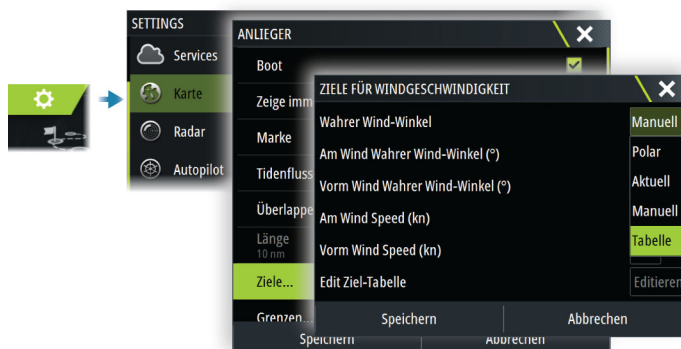 SETTINGS
Services
Karte
Radar
Autopilot
ANLIEGER
Boot
Zeige imm
Marke
Tidenfluss
Überlappe
Länge
10 nm
Ziele...
Grenzen...
Speichern
Abbrechen
ZIELE FÜR WINDGESCHWINDIGKEIT
Wahrer Wind-Winkel
Am Wind Wahrer Wind-Winkel (°)
Vorm Wind Wahrer Wind-Winkel (°)
Am Wind Speed (kn)
Vorm Wind Speed (kn)
Edit Ziel-Tabelle
Manuell
Polar
Aktuell
Manuell
Tabelle
Editieren
Speichern
Abbrechen